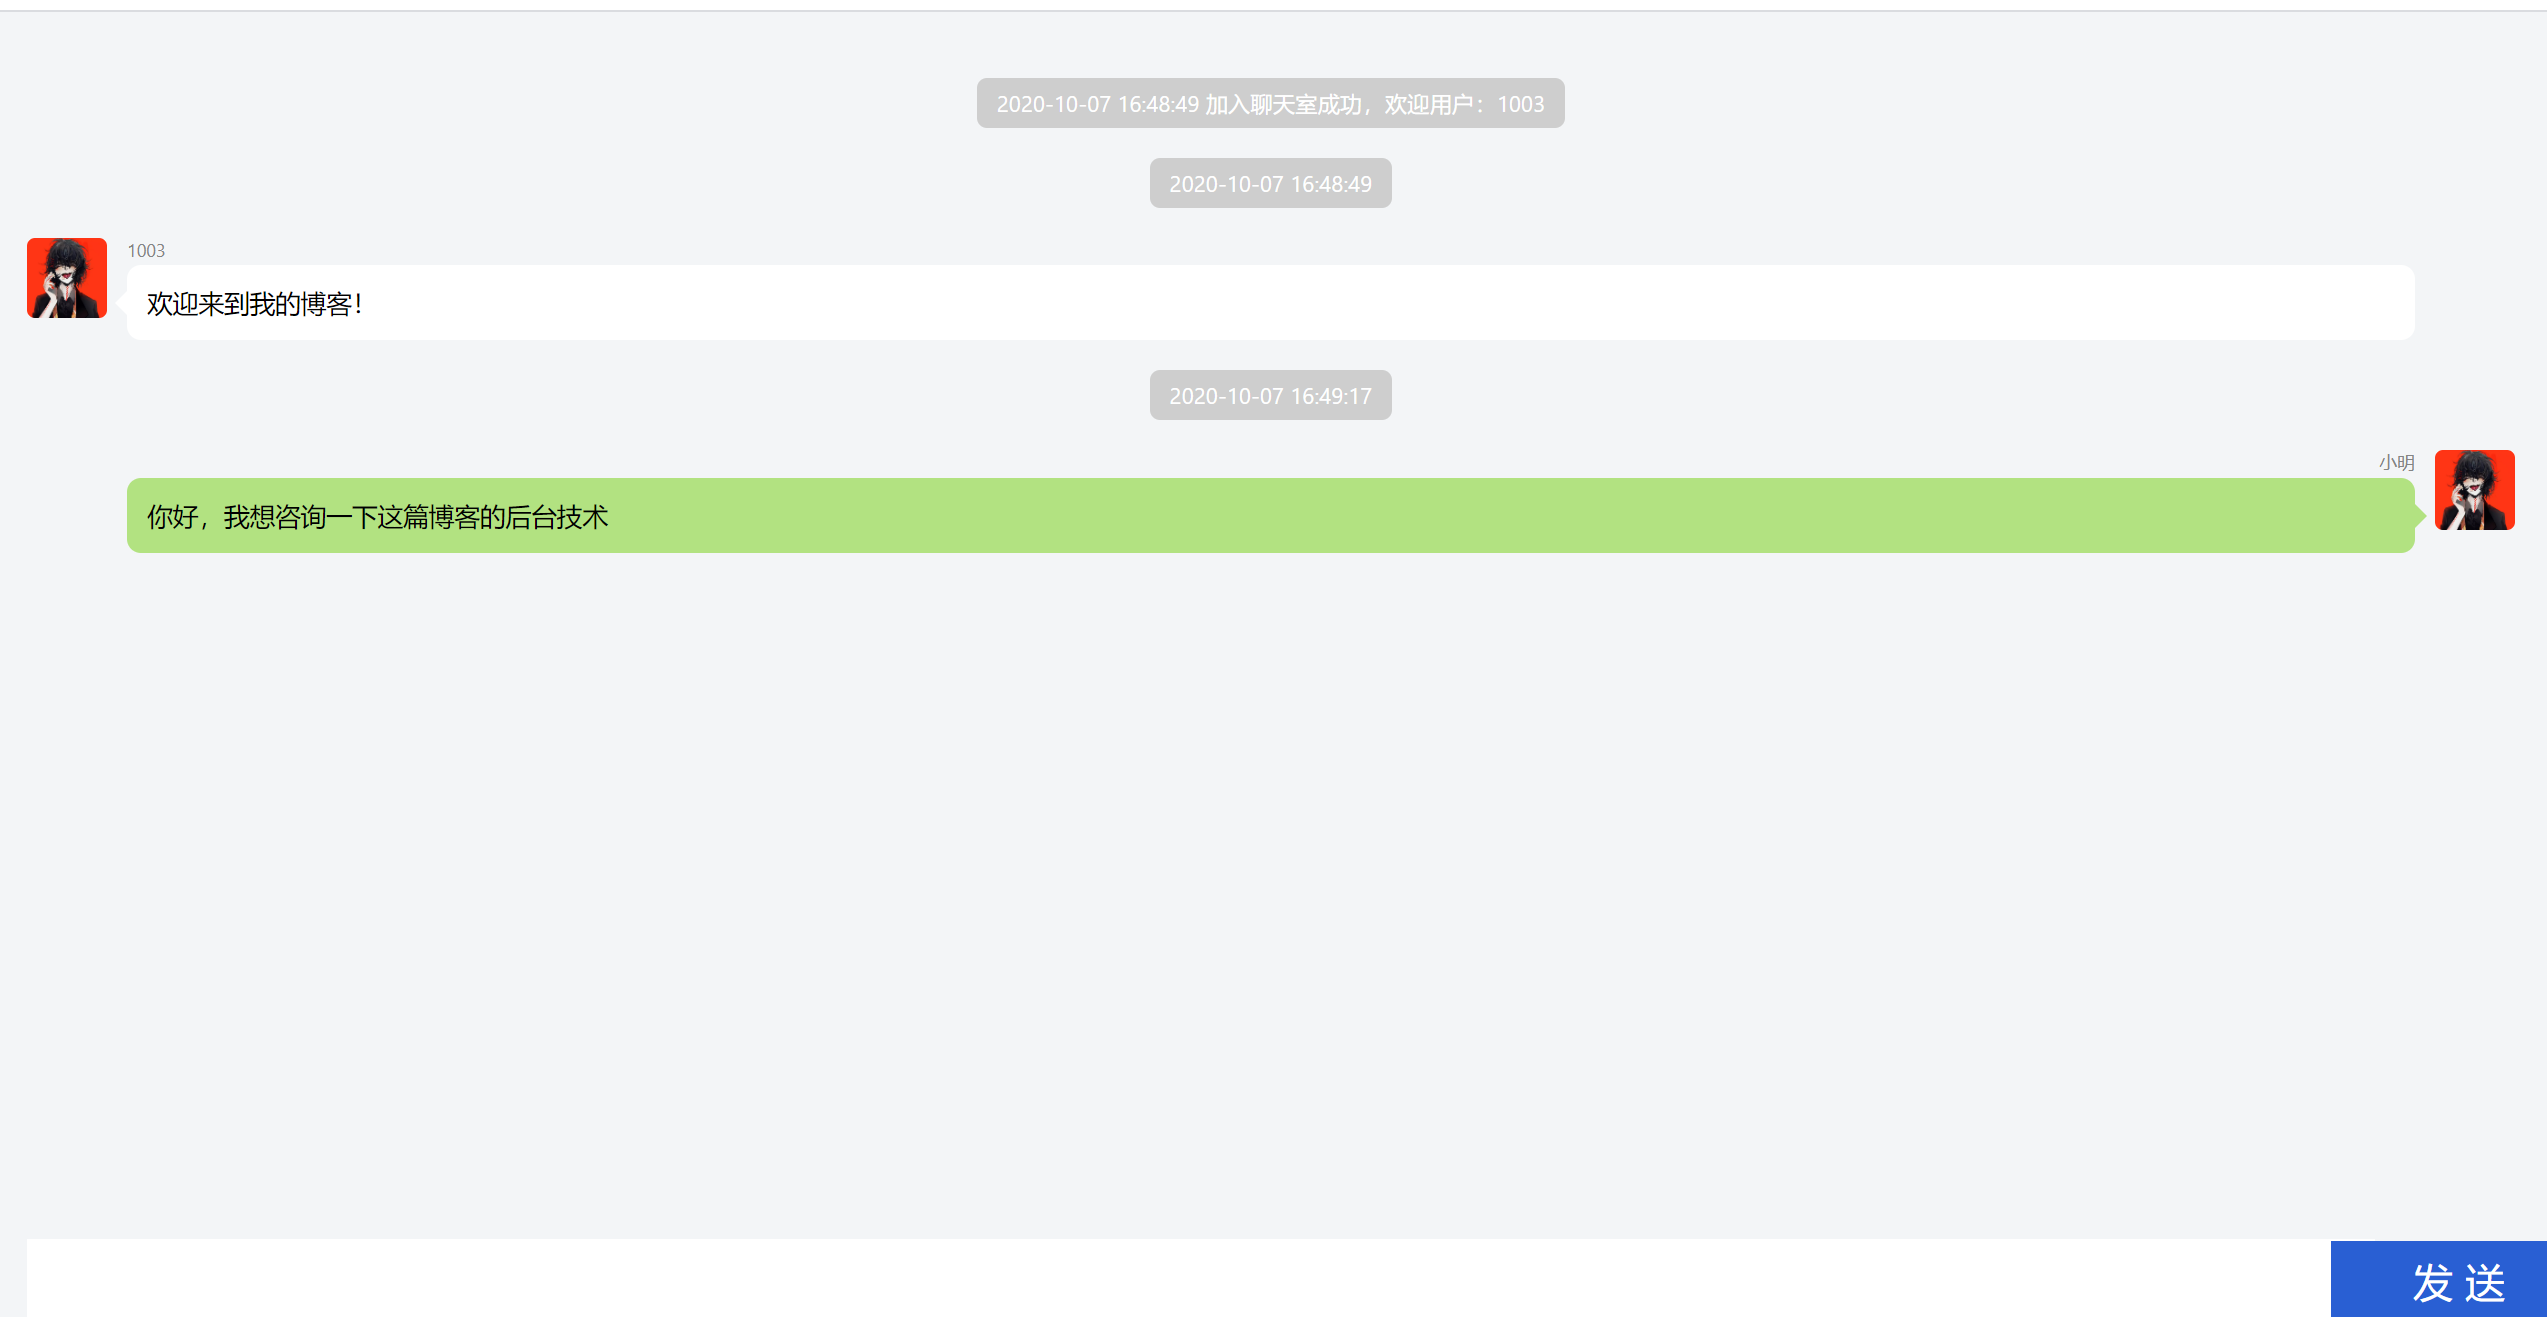 2020-10-07 16:48:49 加入聊天室成功，欢迎用户：1003
2020-10-07 16:48:49
1003
欢迎来到我的博客！
2020-10-07 16:49:17
小明
你好，我想咨询一下这篇博客的后台技术
发 送